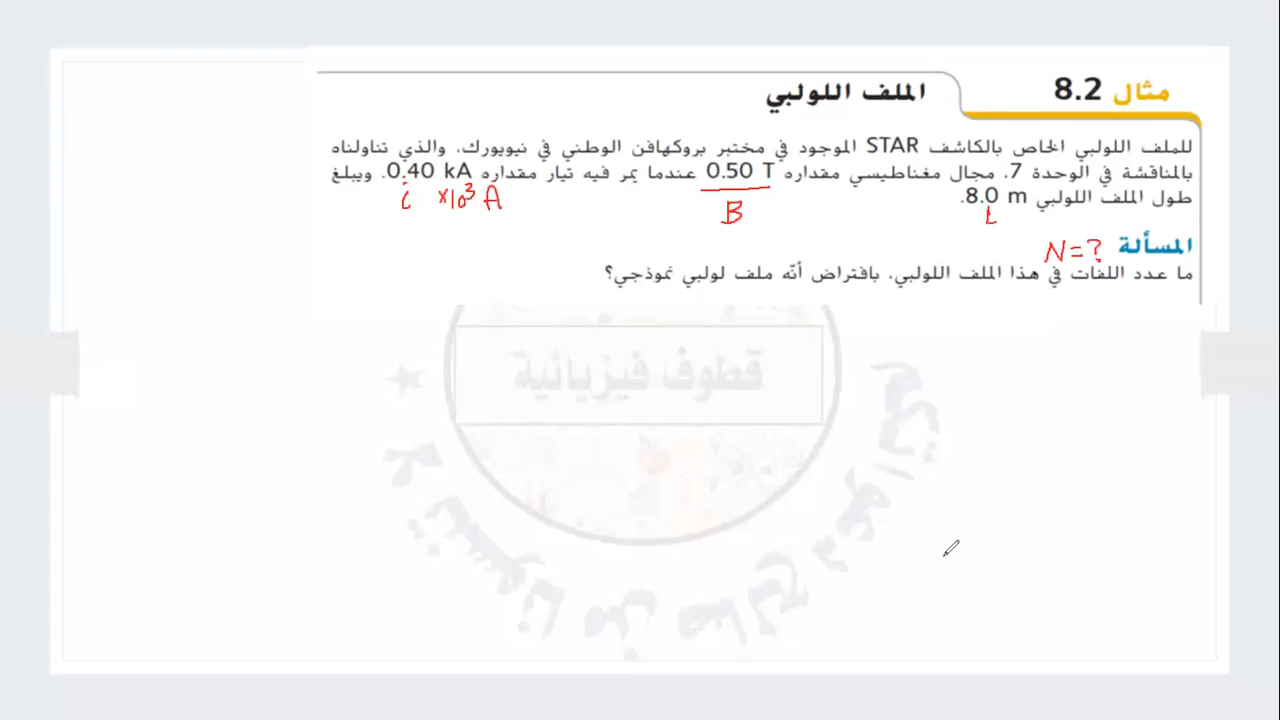 مثال 8.2
الملف اللولبي
للملف اللولبي الخاص بالكاشف STAR الموجود في مختبر بروكهافن الوطني في نيويورك، والذي تناولناه
بالمناقشة في الوحدة 7، مجال مغناطيسي مقداره 0.50 T عندما يمر فيه تيار مقداره 0.40 kA. ويبلغ
i ×10³ A B
طول الملف اللولبي 8.0 m.
L
المسألة N=?
ما عدد اللفات في هذا الملف اللولبي، بافتراض أنّه ملف لولبي نموذجي؟
قطوف فيزيائية